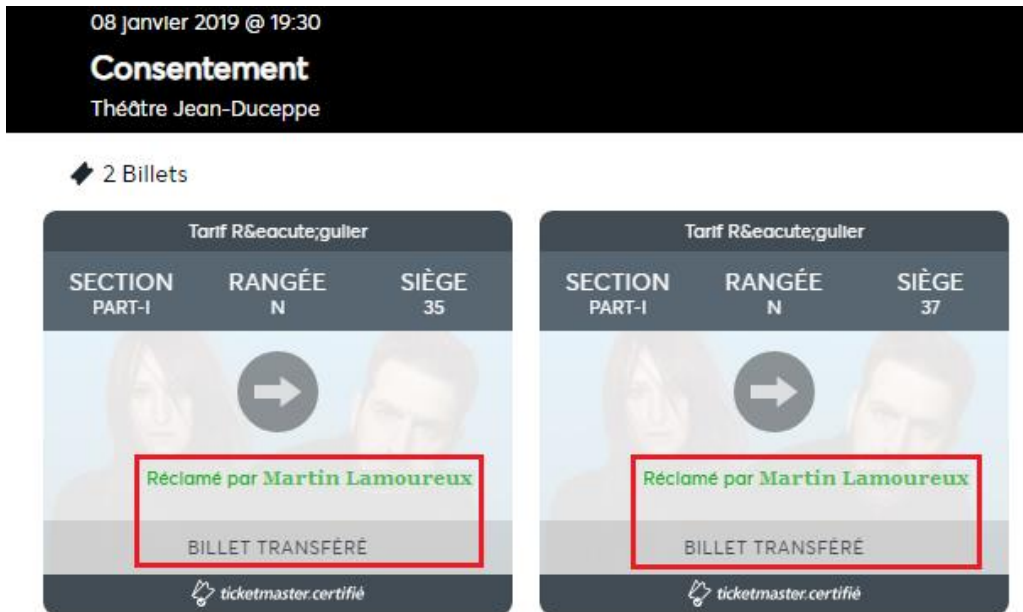 08 janvier 2019 @ 19:30
Consentement
Théâtre Jean-Duceppe
2 Billets
Tarif R&eacute;gulier
SECTION RANGÉE SIÈGE
PART-I N 35
Réclamé par Martin Lamoureux
BILLET TRANSFÉRÉ
ticketmaster.certifié
Tarif R&eacute;gulier
SECTION RANGÉE SIÈGE
PART-I N 37
Réclamé par Martin Lamoureux
BILLET TRANSFÉRÉ
ticketmaster.certifié